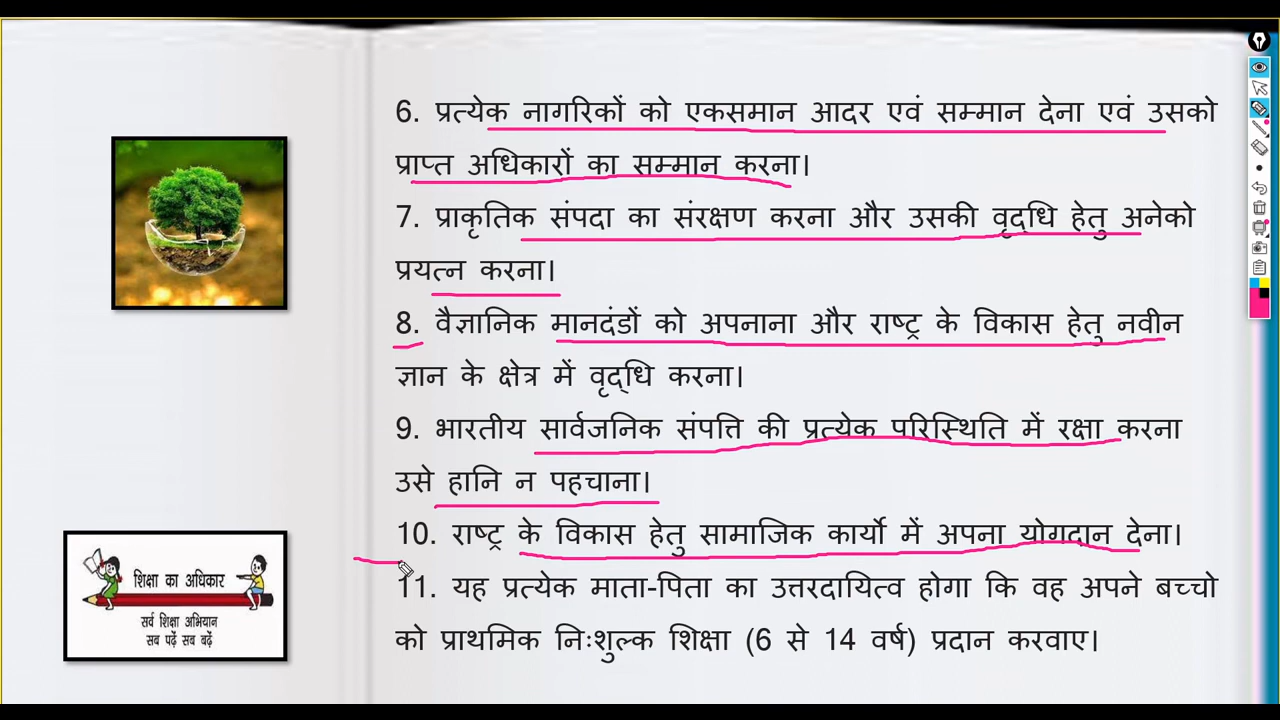 6. प्रत्येक नागरिकों को एकसमान आदर एवं सम्मान देना एवं उसको
प्राप्त अधिकारों का सम्मान करना।
7. प्राकृतिक संपदा का संरक्षण करना और उसकी वृद्धि हेतु अनेको
प्रयत्न करना।
8. वैज्ञानिक मानदंडों को अपनाना और राष्ट्र के विकास हेतु नवीन
ज्ञान के क्षेत्र में वृद्धि करना।
9. भारतीय सार्वजनिक संपत्ति की प्रत्येक परिस्थिति में रक्षा करना
उसे हानि न पहचाना।
10. राष्ट्र के विकास हेतु सामाजिक कार्यो में अपना योगदान देना।
11. यह प्रत्येक माता-पिता का उत्तरदायित्व होगा कि वह अपने बच्चो
को प्राथमिक निःशुल्क शिक्षा (6 से 14 वर्ष) प्रदान करवाए।
शिक्षा का अधिकार
सर्व शिक्षा अभियान
सब पढ़ें सब बढ़ें